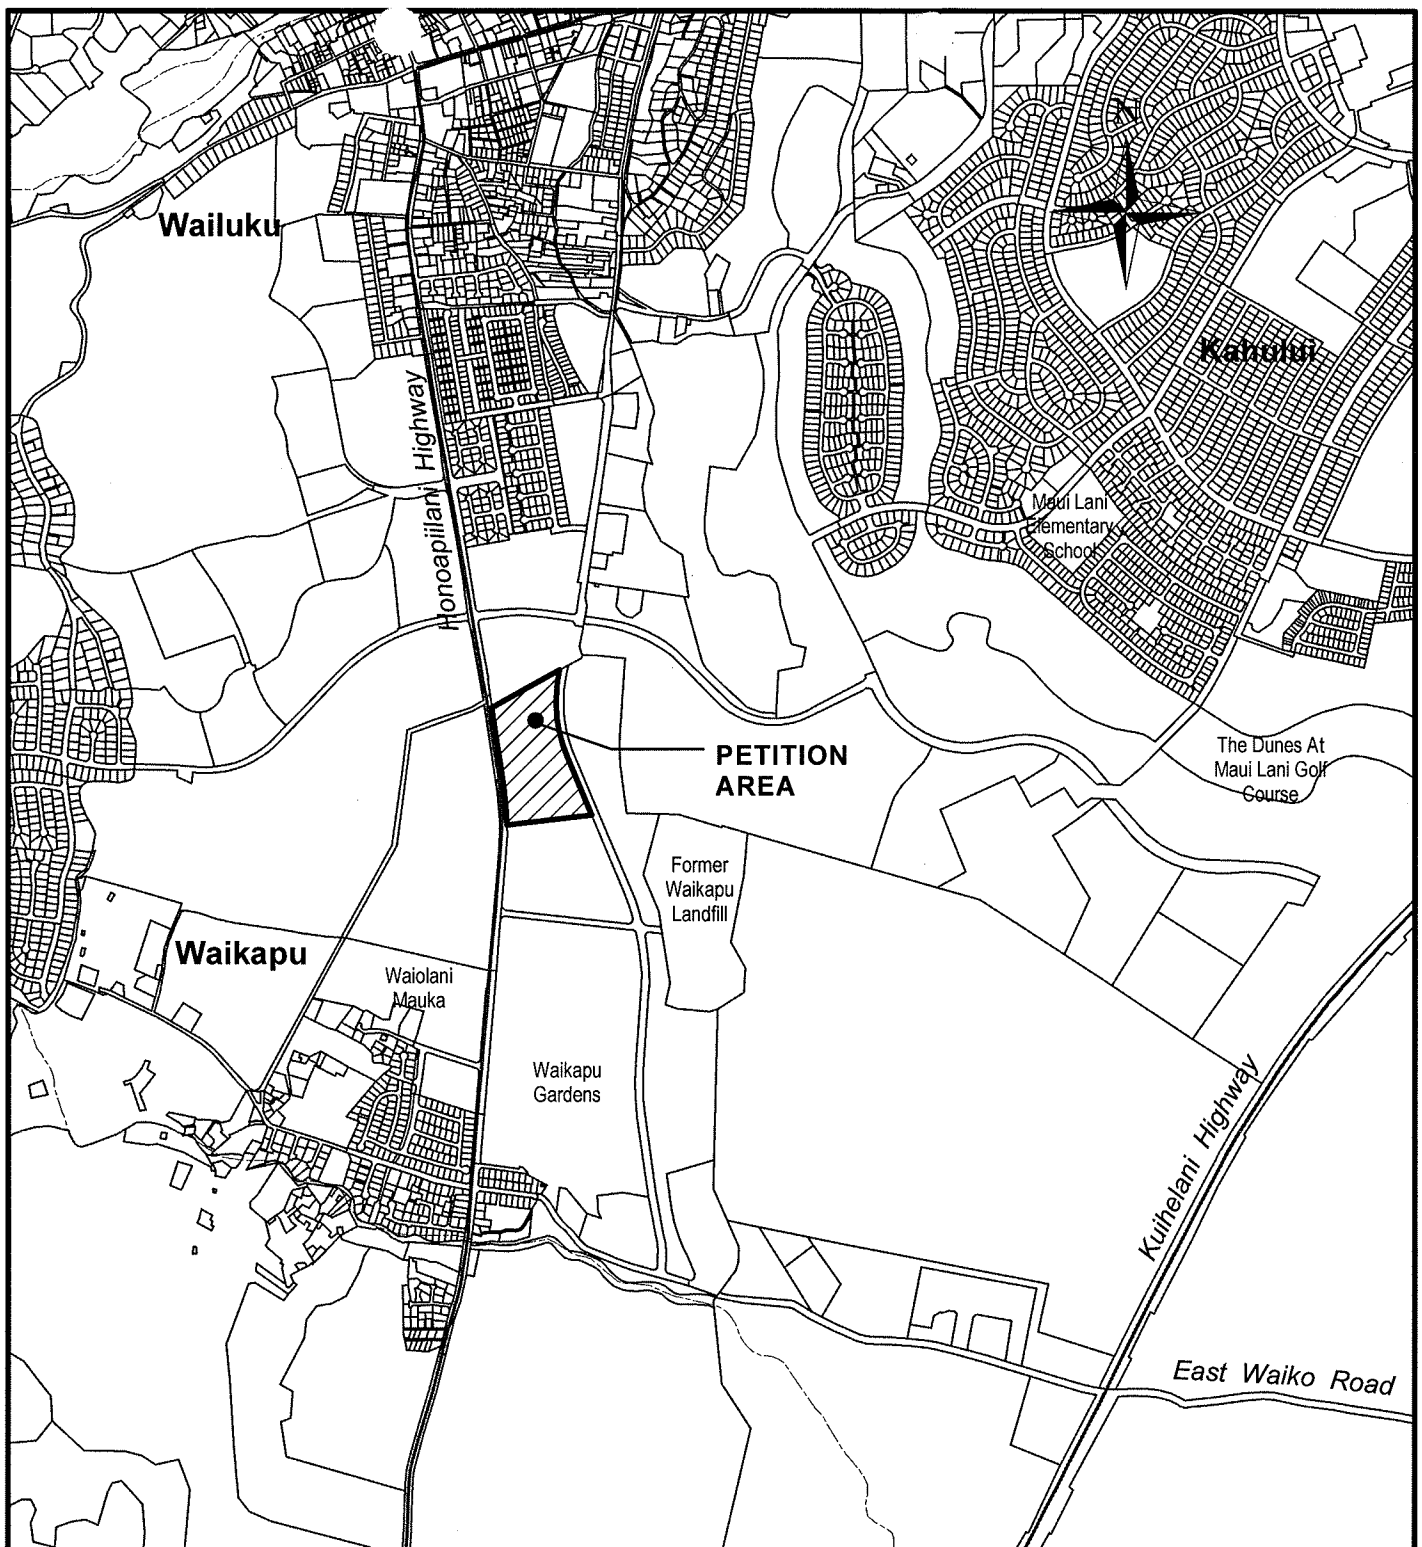 Wailuku
Kahului
Honoapiilani Highway
Maui Lani
Elementary
School
PETITION
AREA
The Dunes At
Maui Lani Golf
Course
Former
Waikapu
Landfill
Waikapu
Waiolani
Mauka
Waikapu
Gardens
Kuihelani Highway
East Waiko Road